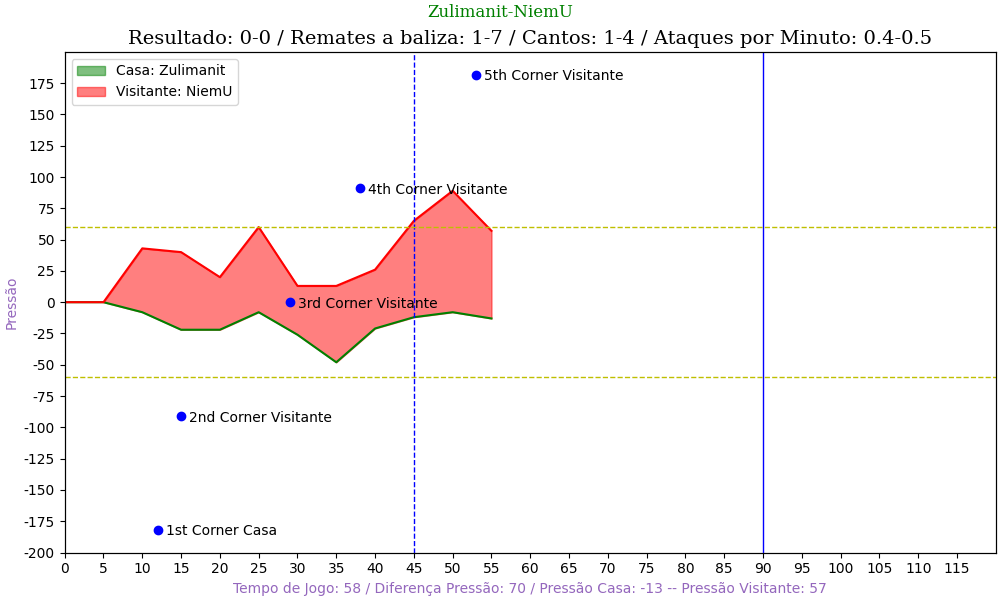 Zulimanit-NiemU
Resultado: 0-0 / Remates a baliza: 1-7 / Cantos: 1-4 / Ataques por Minuto: 0.4-0.5
Casa: Zulimanit
Visitante: NiemU
5th Corner Visitante
4th Corner Visitante
3rd Corner Visitante
2nd Corner Visitante
1st Corner Casa
Pressão
175
150
125
100
75
50
25
0
-25
-50
-75
-100
-125
-150
-175
-200
0 5 10 15 20 25 30 35 40 45 50 55 60 65 70 75 80 85 90 95 100 105 110 115
Tempo de Jogo: 58 / Diferença Pressão: 70 / Pressão Casa: -13 -- Pressão Visitante: 57